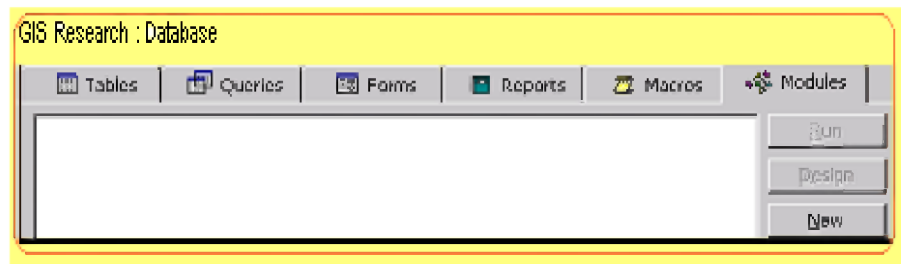 GIS Research : Database
Tables Queries Forms Reports Macros Modules
Run
Design
New